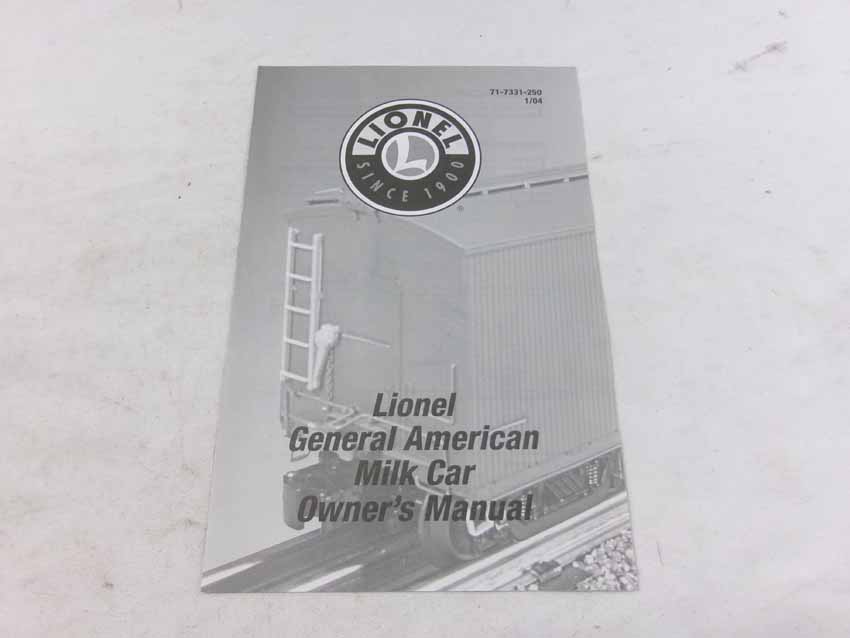 71-7331-250
1/04
LIONEL
L
SINCE 1900
®
Lionel
General American
Milk Car
Owner's Manual